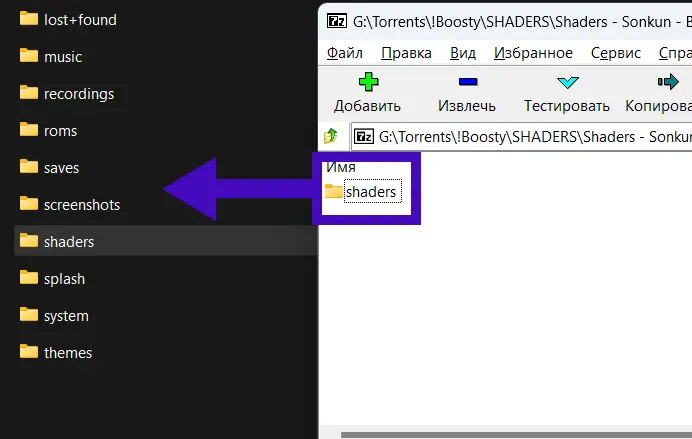 lost+found
music
recordings
roms
saves
screenshots
shaders
splash
system
themes
7z G:\Torrents\!Boosty\SHADERS\Shaders - Sonkun - B
Файл Правка Вид Избранное Сервис Спра
Добавить Извлечь Тестировать Копирова
7z G:\Torrents\!Boosty\SHADERS\Shaders - Sonkun
Имя
shaders